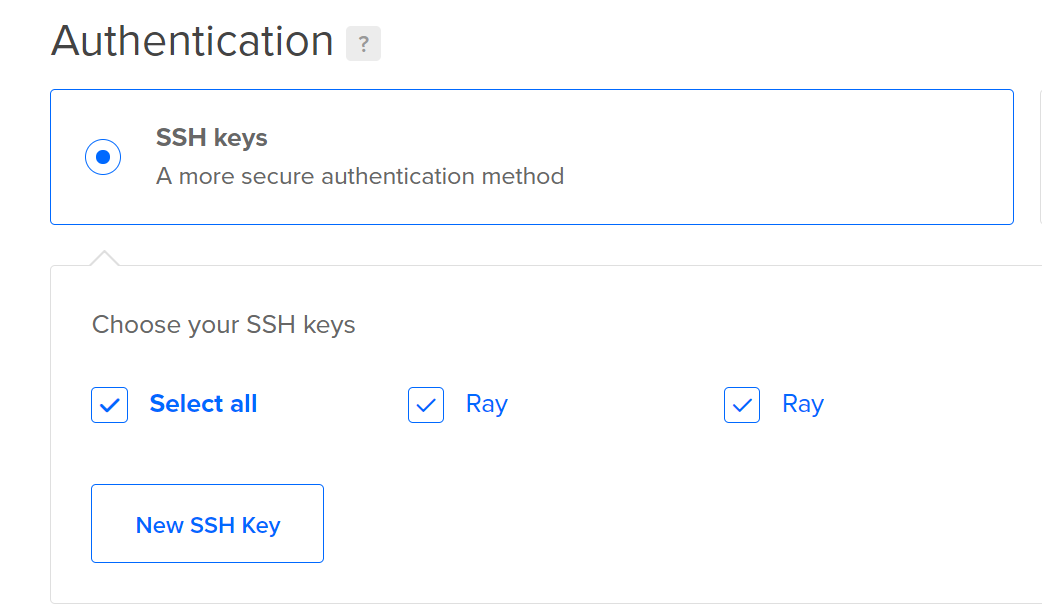 Authentication ?
SSH keys
A more secure authentication method
Choose your SSH keys
Select all Ray Ray
New SSH Key